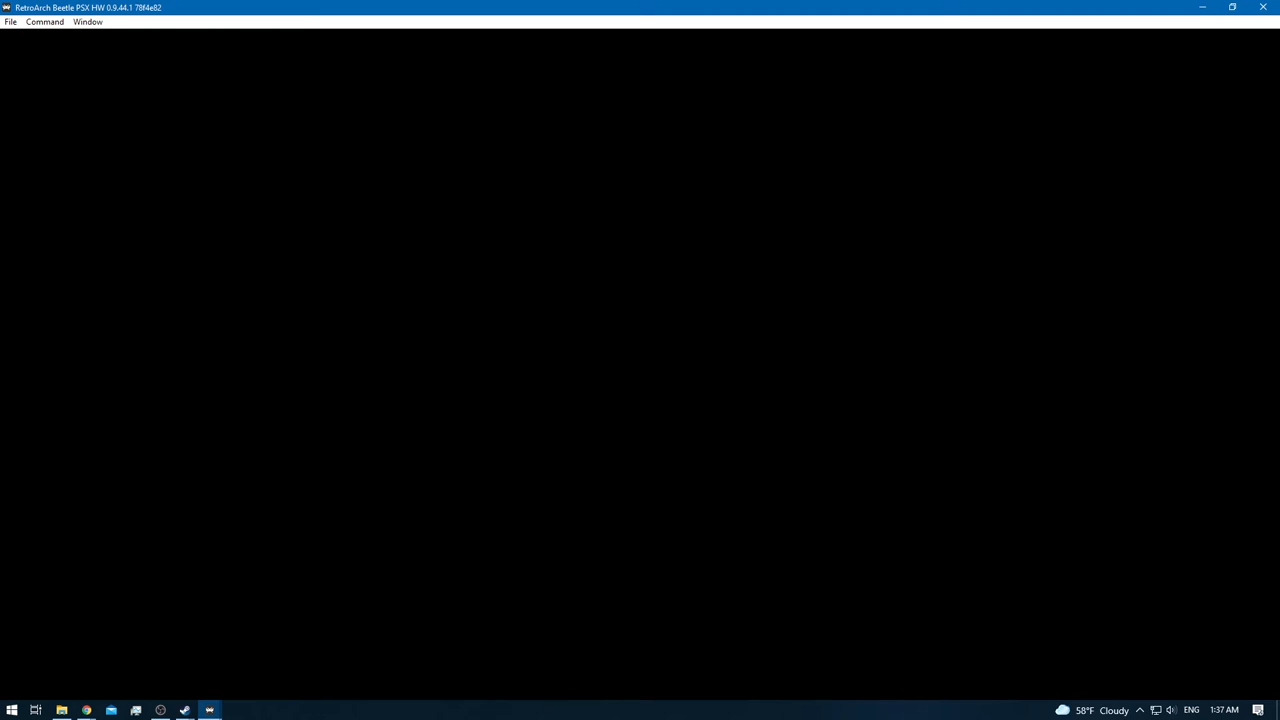 RetroArch Beetle PSX HW 0.9.44.1 78f4e82
File Command Window
58°F Cloudy ENG 1:37 AM